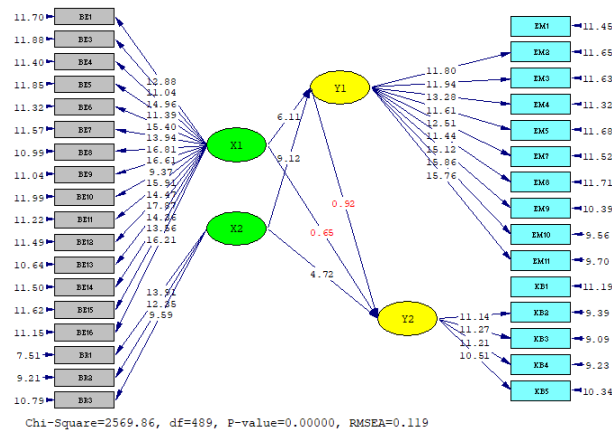 11.70 BE1
11.88 BE3
11.40 BE4
11.85 BE5
11.32 BE6
11.57 BE7
10.99 BE8
11.04 BE9
11.99 BE10
11.22 BE11
11.49 BE12
10.64 BE13
11.50 BE14
11.62 BE15
11.15 BE16
7.51 BR1
9.21 BR2
10.79 BR3
12.88
11.04
14.96
11.39
15.40
13.94
16.81
16.61
9.37
15.91
14.47
17.87
14.26
13.56
16.21
13.91
12.35
9.59
X1
X2
6.11
9.12
0.92
0.65
4.72
Y1
Y2
11.80
11.94
13.28
11.61
12.51
11.44
15.12
15.86
15.76
11.14
11.27
11.21
10.51
EM1 11.45
EM2 11.65
EM3 11.63
EM4 11.32
EM5 11.68
EM7 11.52
EM8 11.71
EM9 10.39
EM10 9.56
EM11 9.70
KB1 11.19
KB2 9.39
KB3 9.09
KB4 9.23
KB5 10.34
Chi-Square=2569.86, df=489, P-value=0.00000, RMSEA=0.119